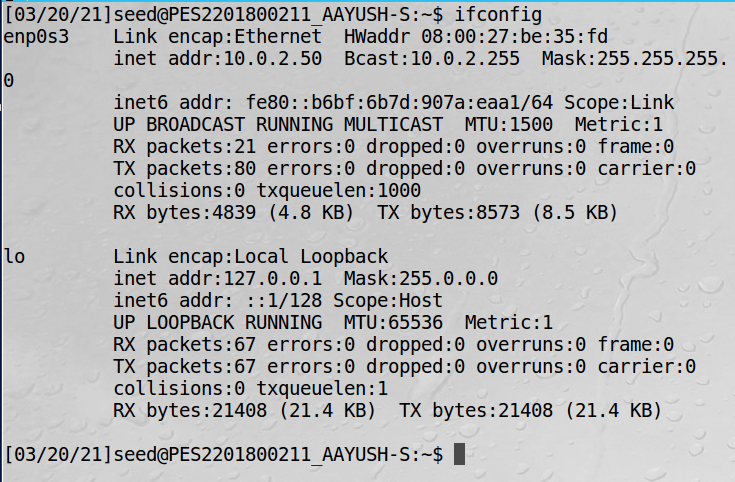 [03/20/21]seed@PES2201800211_AAYUSH-S:~$ ifconfig
enp0s3    Link encap:Ethernet  HWaddr 08:00:27:be:35:fd
          inet addr:10.0.2.50  Bcast:10.0.2.255  Mask:255.255.255.
0
          inet6 addr: fe80::b6bf:6b7d:907a:eaa1/64 Scope:Link
          UP BROADCAST RUNNING MULTICAST  MTU:1500  Metric:1
          RX packets:21 errors:0 dropped:0 overruns:0 frame:0
          TX packets:80 errors:0 dropped:0 overruns:0 carrier:0
          collisions:0 txqueuelen:1000
          RX bytes:4839 (4.8 KB)  TX bytes:8573 (8.5 KB)

lo        Link encap:Local Loopback
          inet addr:127.0.0.1  Mask:255.0.0.0
          inet6 addr: ::1/128 Scope:Host
          UP LOOPBACK RUNNING  MTU:65536  Metric:1
          RX packets:67 errors:0 dropped:0 overruns:0 frame:0
          TX packets:67 errors:0 dropped:0 overruns:0 carrier:0
          collisions:0 txqueuelen:1
          RX bytes:21408 (21.4 KB)  TX bytes:21408 (21.4 KB)

[03/20/21]seed@PES2201800211_AAYUSH-S:~$